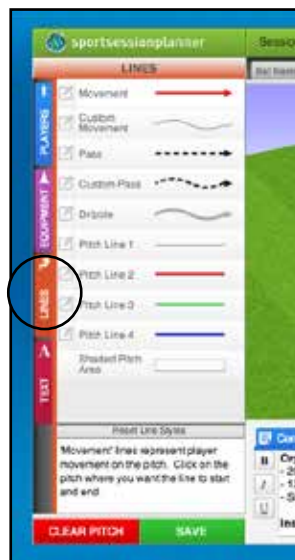 sportsessionplanner
Sessio
LINES
Movement
Custom
Movement
Pass
Custom Pass
Dribble
Pitch Line 1
Pitch Line 2
Pitch Line 3
Pitch Line 4
Shaded Pitch
Area
PLAYERS
EQUIPMENT
LINES
A
TEXT
Preset Line Styles
'Movement' lines represent player
movement on the pitch. Click on the
pitch where you want the line to start
and end
CLEAR PITCH
SAVE
B
I
U